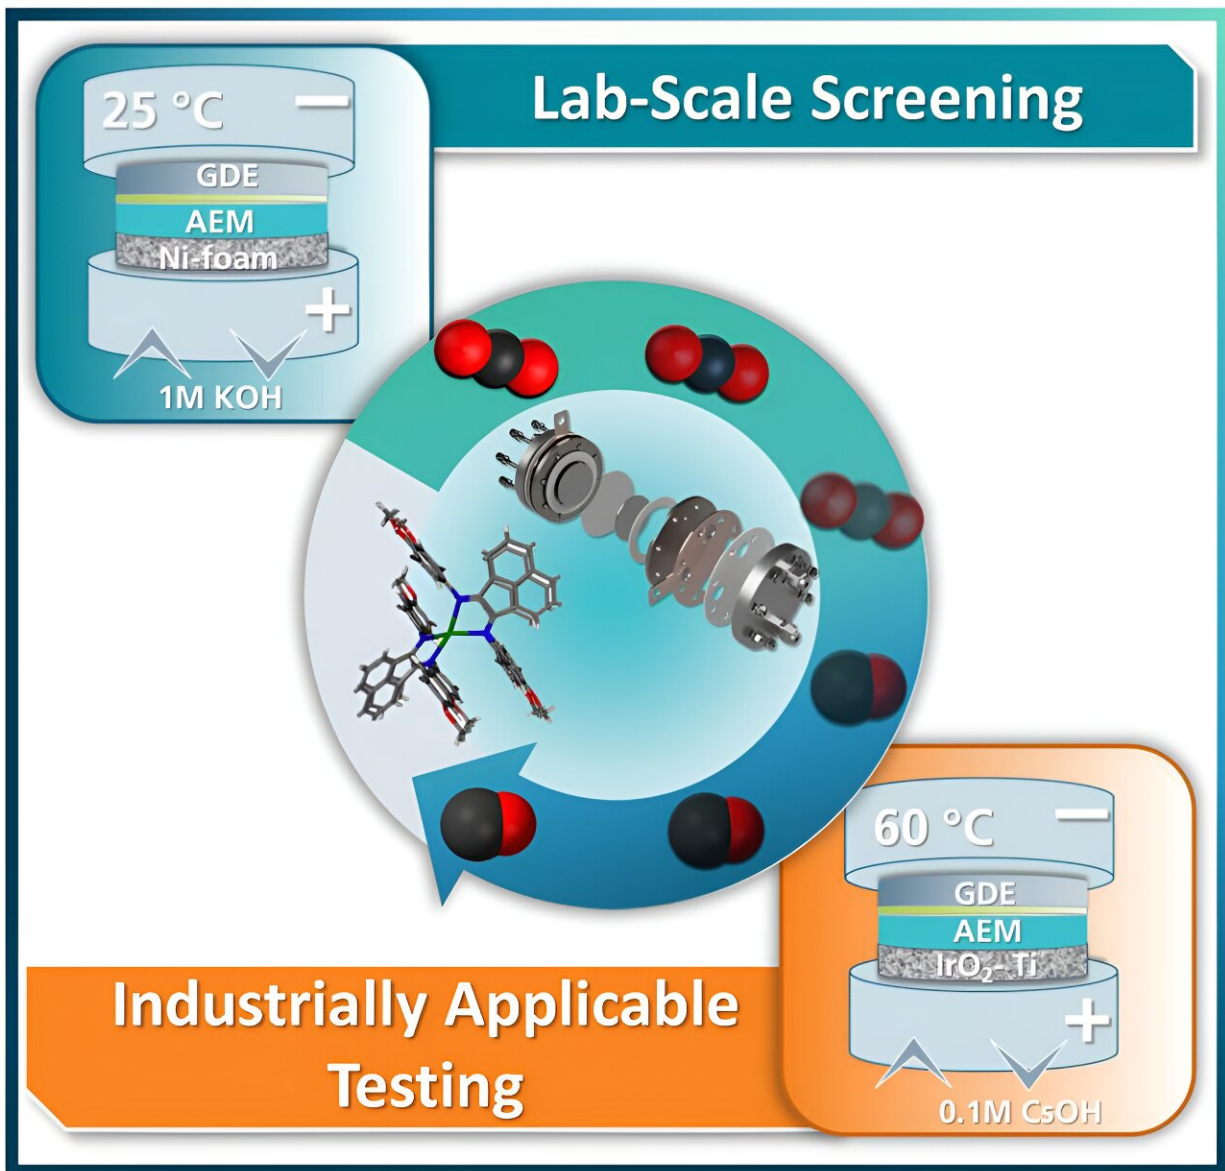 Lab-Scale Screening
25 °C −
GDE
AEM
Ni-foam
+
1M KOH
60 °C −
GDE
AEM
IrO₂- Ti
+
0.1M CsOH
Industrially Applicable
Testing